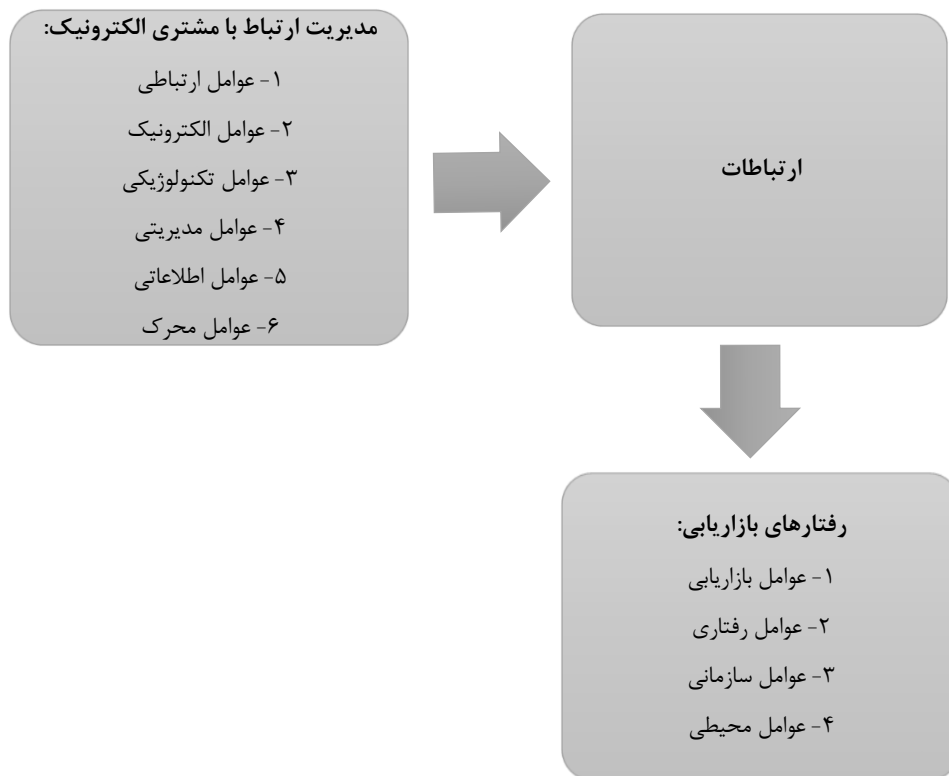 مدیریت ارتباط با مشتری الکترونیک:
۱- عوامل ارتباطی
۲- عوامل الکترونیک
۳- عوامل تکنولوژیکی
۴- عوامل مدیریتی
۵- عوامل اطلاعاتی
۶- عوامل محرک
ارتباطات
رفتارهای بازاریابی:
۱- عوامل بازاریابی
۲- عوامل رفتاری
۳- عوامل سازمانی
۴- عوامل محیطی